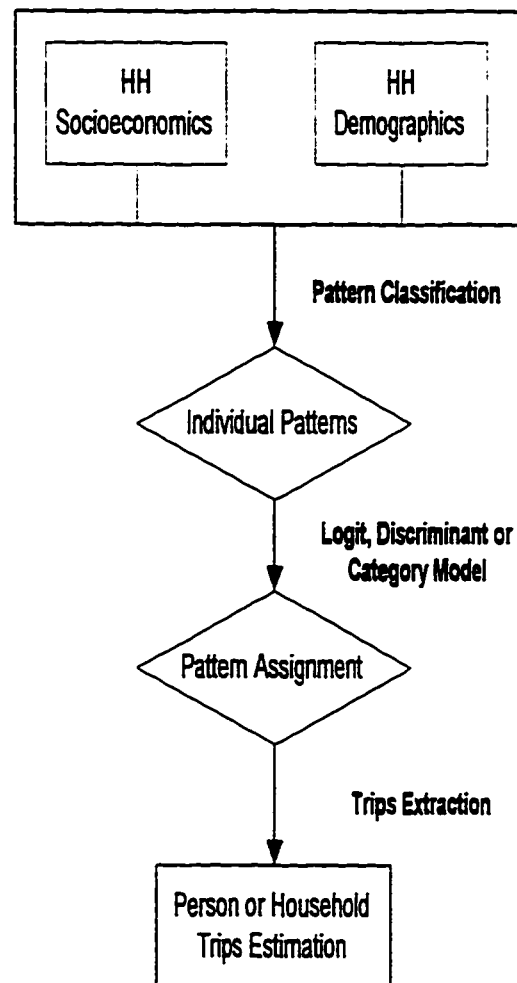 HH
Socioeconomics
HH
Demographics
Pattern Classification
Individual Patterns
Logit, Discriminant or
Category Model
Pattern Assignment
Trips Extraction
Person or Household
Trips Estimation